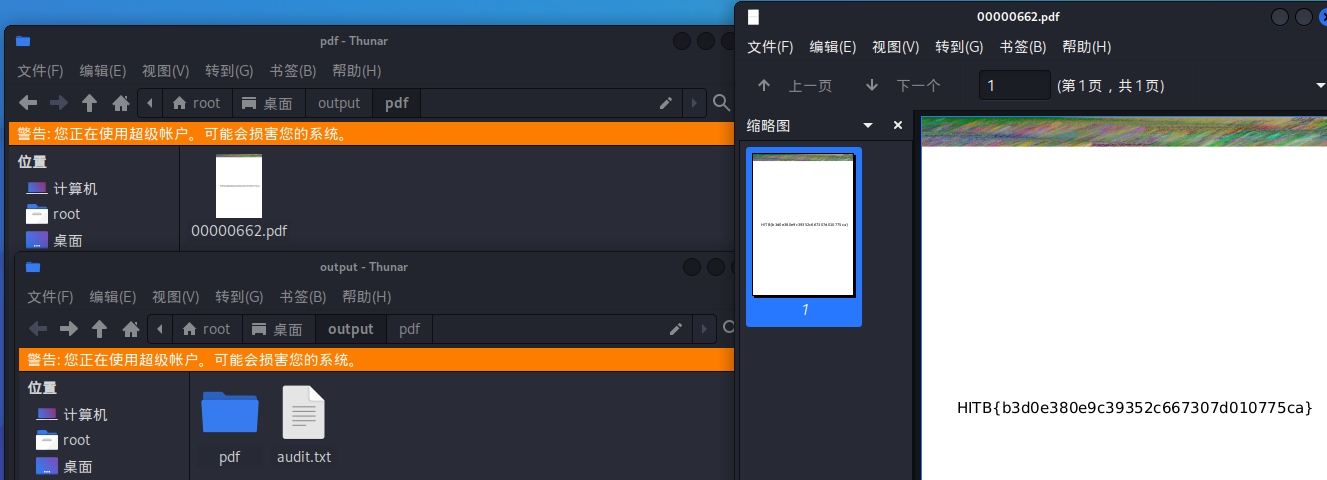 pdf - Thunar
文件(F) 编辑(E) 视图(V) 转到(G) 书签(B) 帮助(H)
root 桌面 output pdf
警告: 您正在使用超级帐户。可能会损害您的系统。
位置
计算机
root
桌面
00000662.pdf
output - Thunar
文件(F) 编辑(E) 视图(V) 转到(G) 书签(B) 帮助(H)
root 桌面 output pdf
警告: 您正在使用超级帐户。可能会损害您的系统。
位置
计算机
root
桌面
pdf
audit.txt
00000662.pdf
文件(F) 编辑(E) 视图(V) 转到(G) 书签(B) 帮助(H)
上一页 下一个 1 (第1页，共1页)
缩略图
HITB{b3d0e380e9c39352c667307d010775ca}
1
HITB{b3d0e380e9c39352c667307d010775ca}